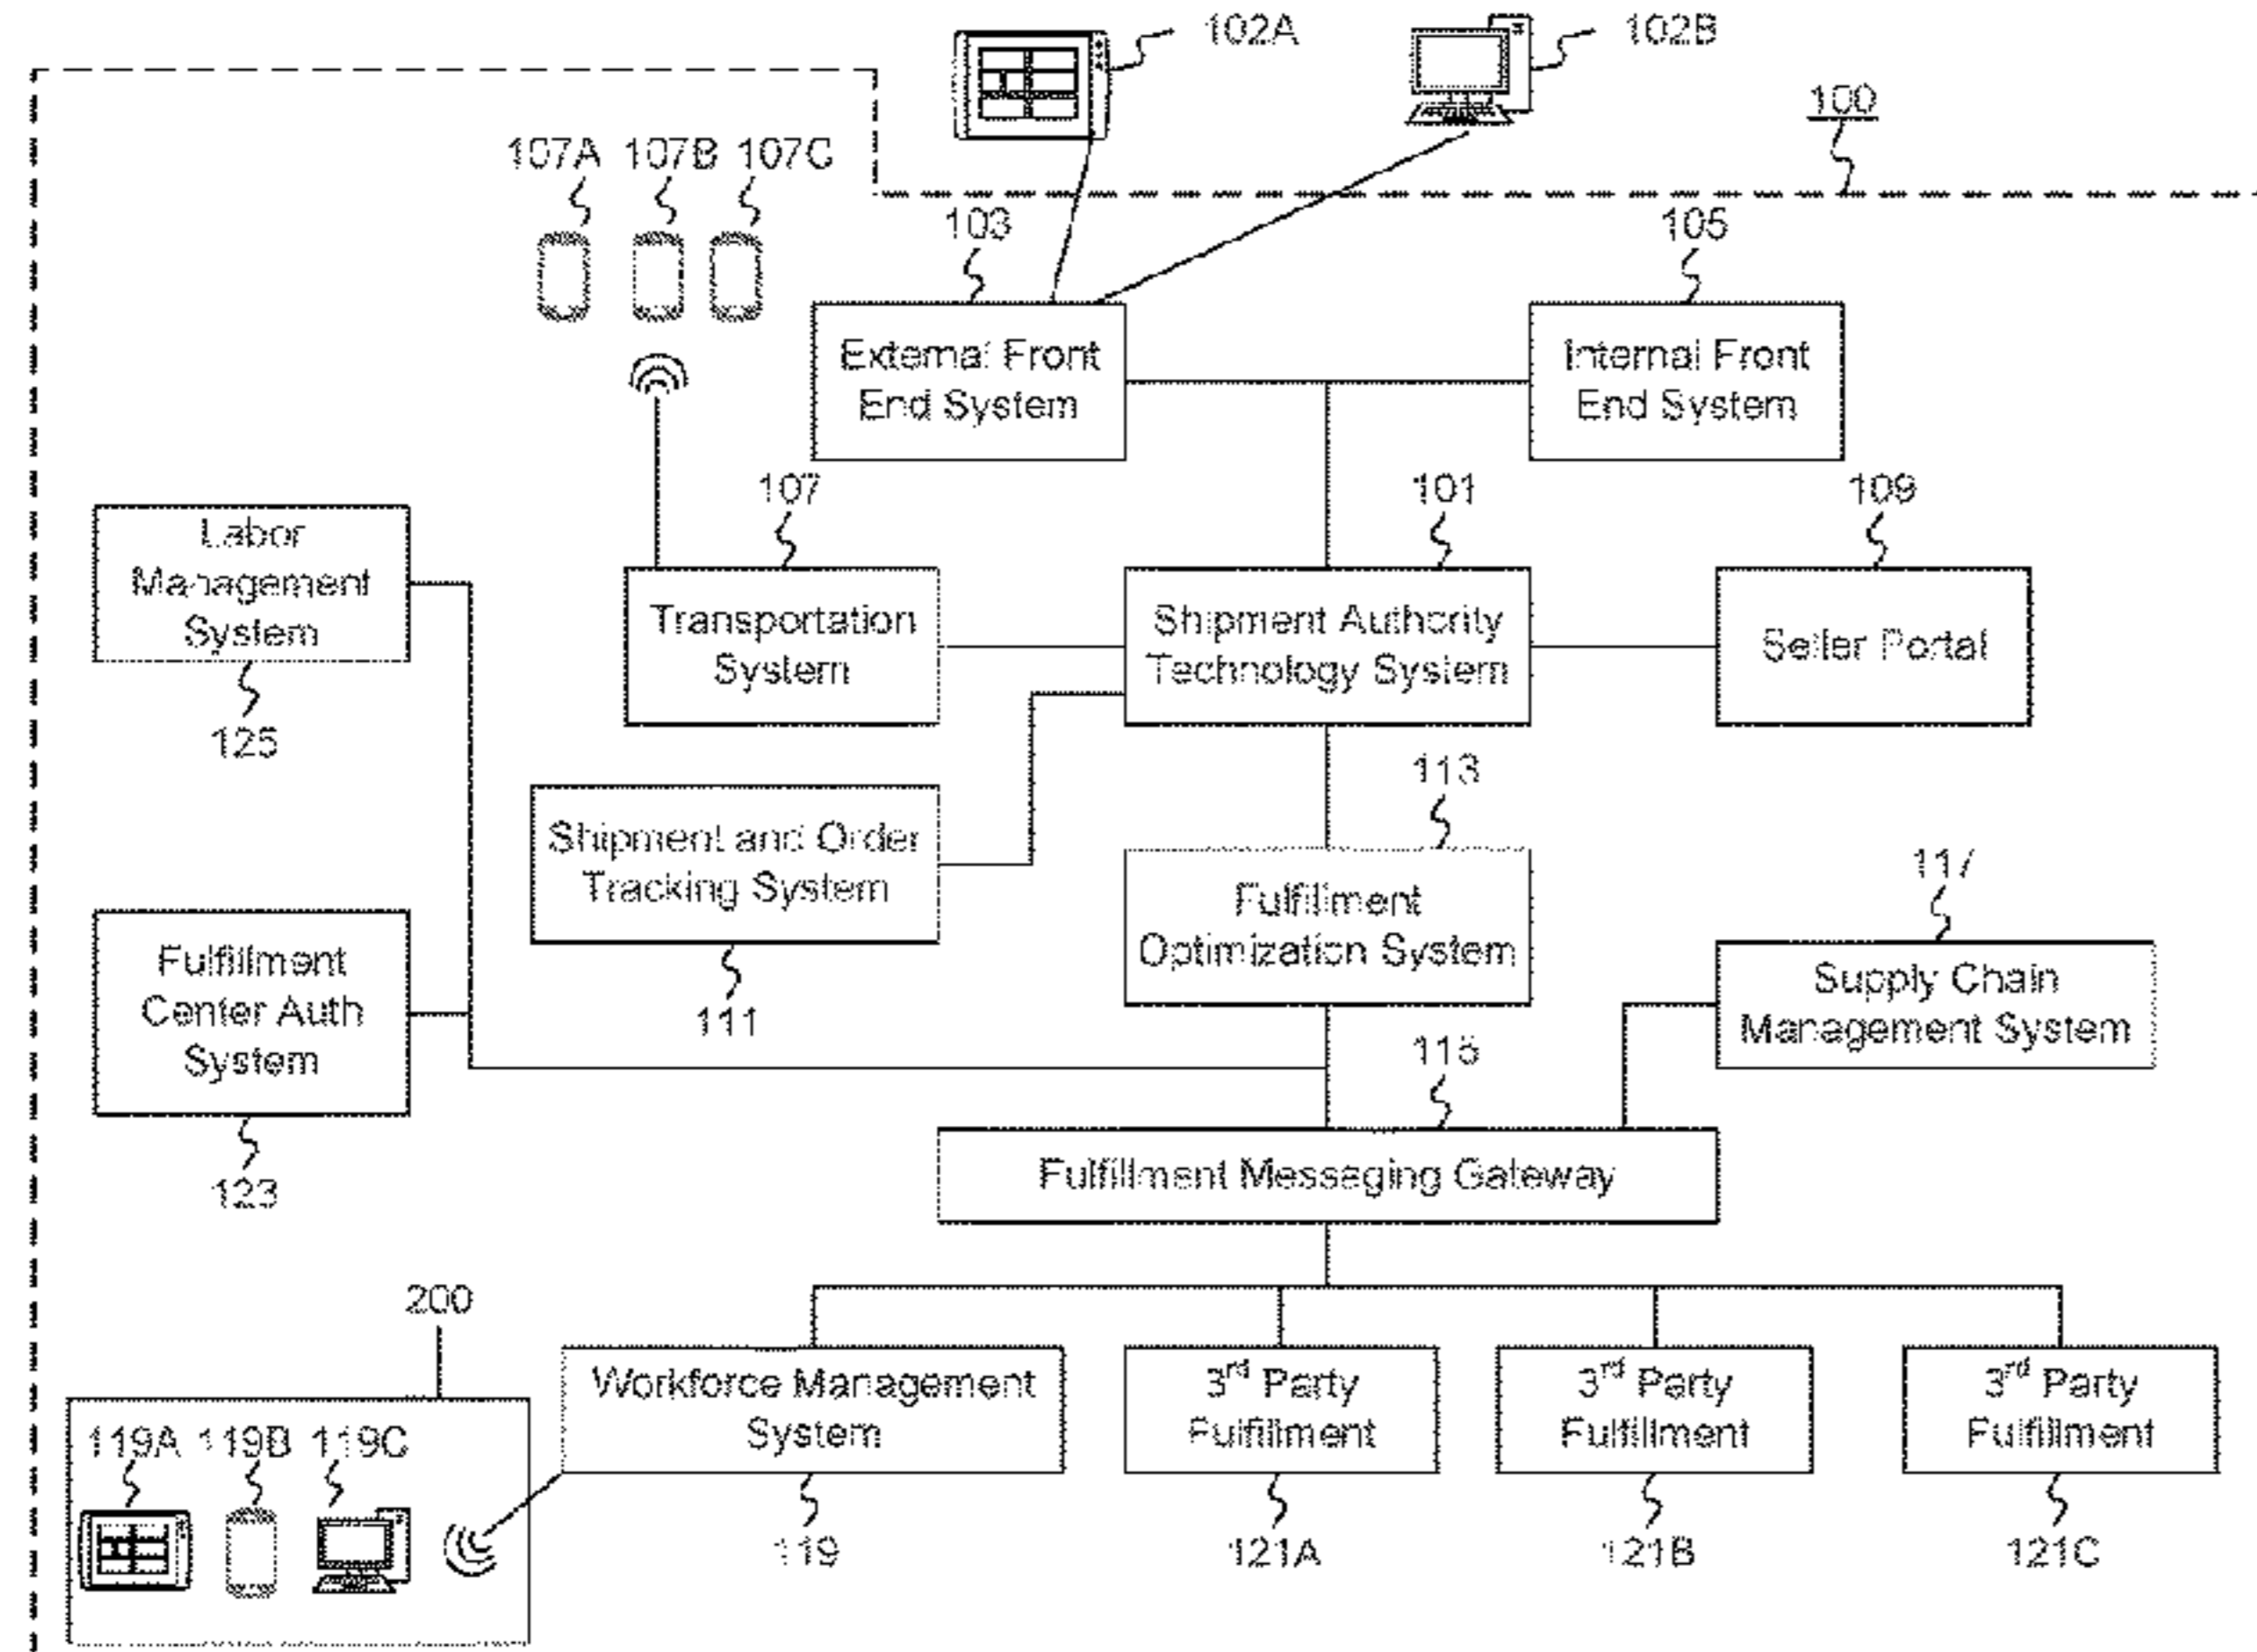 102A
102B
100
107A 107B 107C
103
105
External Front
End System
Internal Front
End System
107
101
109
Labor
Management
System
Transportation
System
Shipment Authority
Technology System
Seller Portal
125
113
Shipment and Order
Tracking System
117
Fulfillment
Optimization System
Fulfillment
Center Auth
System
Supply Chain
Management System
111
115
Fulfillment Messaging Gateway
123
200
Workforce Management
System
3rd Party
Fulfillment
3rd Party
Fulfillment
3rd Party
Fulfillment
119A 119B 119C
119
121A
121B
121C